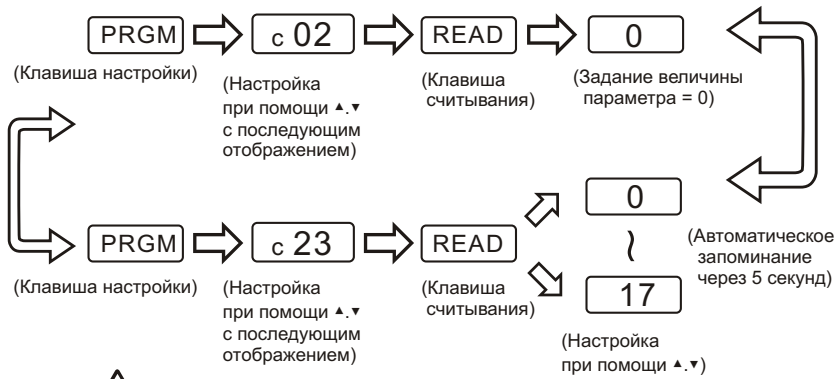 PRGM
c 02
READ
0
(Клавиша настройки)
(Настройка
при помощи ▲.▼
с последующим
отображением)
(Клавиша
считывания)
(Задание величины
параметра = 0)
PRGM
c 23
READ
0
~
17
(Автоматическое
запоминание
через 5 секунд)
(Клавиша настройки)
(Настройка
при помощи ▲.▼
с последующим
отображением)
(Клавиша
считывания)
(Настройка
при помощи ▲.▼)